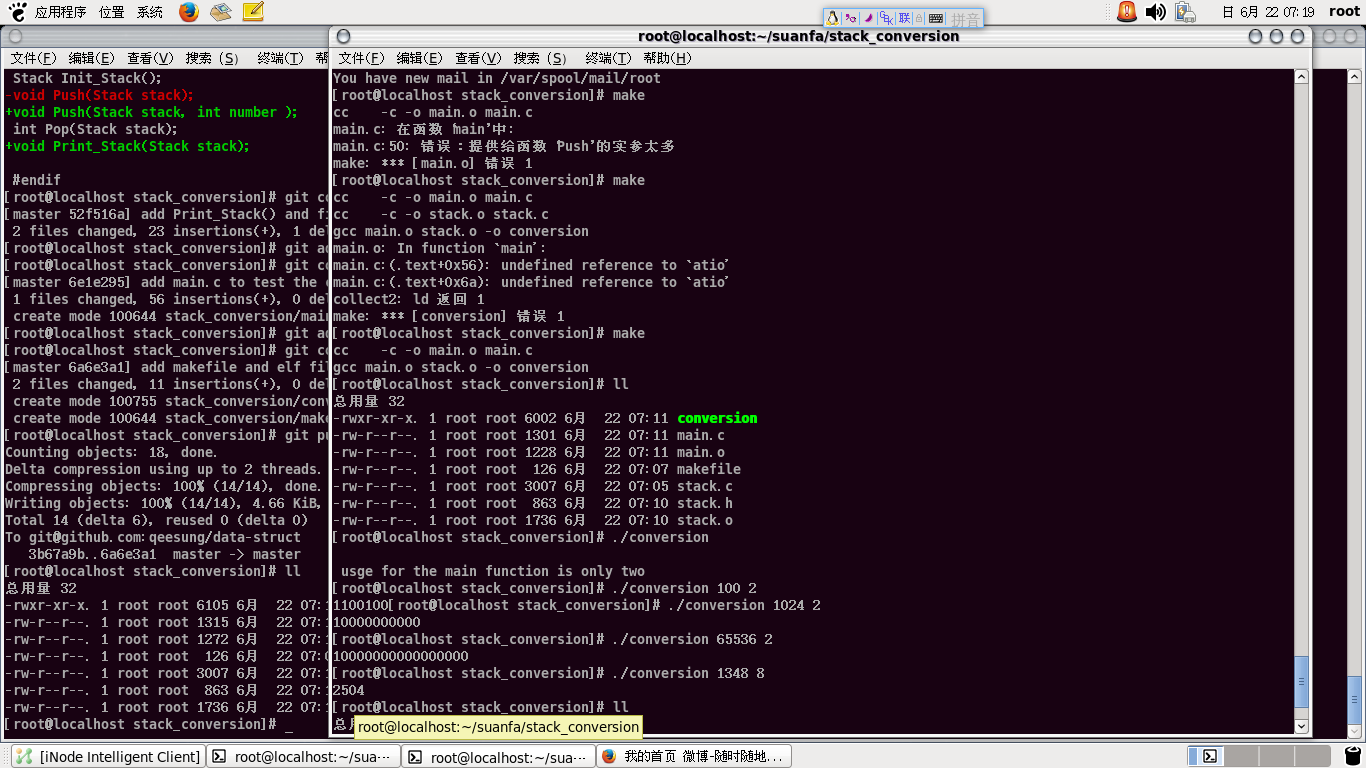 应用程序 位置 系统
拼音
日 6月 22 07:19 root
文件(F) 编辑(E) 查看(V) 搜索 (S) 终端(T) 帮
Stack Init_Stack();
-void Push(Stack stack);
+void Push(Stack stack, int number );
int Pop(Stack stack);
+void Print_Stack(Stack stack);
#endif
[root@localhost stack_conversion]# git co
[master 52f516a] add Print_Stack() and fi
2 files changed, 23 insertions(+), 1 del
[root@localhost stack_conversion]# git ad
[root@localhost stack_conversion]# git co
[master 6e1e295] add main.c to test the c
1 files changed, 56 insertions(+), 0 del
create mode 100644 stack_conversion/main
[root@localhost stack_conversion]# git ad
[root@localhost stack_conversion]# git co
[master 6a6e3a1] add makefile and elf fil
2 files changed, 11 insertions(+), 0 del
create mode 100755 stack_conversion/conv
create mode 100644 stack_conversion/make
[root@localhost stack_conversion]# git pu
Counting objects: 18, done.
Delta compression using up to 2 threads.
Compressing objects: 100% (14/14), done.
Writing objects: 100% (14/14), 4.66 KiB,
Total 14 (delta 6), reused 0 (delta 0)
To git@github.com:qeesung/data-struct
3b67a9b..6a6e3a1 master -> master
[root@localhost stack_conversion]# ll
总用量 32
-rwxr-xr-x. 1 root root 6105 6月 22 07:
-rw-r--r--. 1 root root 1315 6月 22 07:
-rw-r--r--. 1 root root 1272 6月 22 07:
-rw-r--r--. 1 root root 126 6月 22 07:
-rw-r--r--. 1 root root 3007 6月 22 07:
-rw-r--r--. 1 root root 863 6月 22 07:
-rw-r--r--. 1 root root 1736 6月 22 07:
[root@localhost stack_conversion]# _
root@localhost:~/suanfa/stack_conversion
文件(F) 编辑(E) 查看(V) 搜索 (S) 终端(T) 帮助(H)
You have new mail in /var/spool/mail/root
[root@localhost stack_conversion]# make
cc -c -o main.o main.c
main.c: 在函数 ‘main’中:
main.c:50: 错误：提供给函数 ‘Push’的实参太多
make: *** [main.o] 错误 1
[root@localhost stack_conversion]# make
cc -c -o main.o main.c
cc -c -o stack.o stack.c
gcc main.o stack.o -o conversion
main.o: In function `main':
main.c:(.text+0x56): undefined reference to `atio'
main.c:(.text+0x6a): undefined reference to `atio'
collect2: ld 返回 1
make: *** [conversion] 错误 1
[root@localhost stack_conversion]# make
cc -c -o main.o main.c
gcc main.o stack.o -o conversion
[root@localhost stack_conversion]# ll
总用量 32
-rwxr-xr-x. 1 root root 6002 6月 22 07:11 conversion
-rw-r--r--. 1 root root 1301 6月 22 07:11 main.c
-rw-r--r--. 1 root root 1228 6月 22 07:11 main.o
-rw-r--r--. 1 root root 126 6月 22 07:07 makefile
-rw-r--r--. 1 root root 3007 6月 22 07:05 stack.c
-rw-r--r--. 1 root root 863 6月 22 07:10 stack.h
-rw-r--r--. 1 root root 1736 6月 22 07:10 stack.o
[root@localhost stack_conversion]# ./conversion
usge for the main function is only two
[root@localhost stack_conversion]# ./conversion 100 2
1100100[root@localhost stack_conversion]# ./conversion 1024 2
10000000000
[root@localhost stack_conversion]# ./conversion 65536 2
10000000000000000
[root@localhost stack_conversion]# ./conversion 1348 8
2504
[root@localhost stack_conversion]# ll
总
root@localhost:~/suanfa/stack_conversion
[iNode Intelligent Client]
root@localhost:~/sua···
root@localhost:~/sua···
我的首页 微博-随时随地...